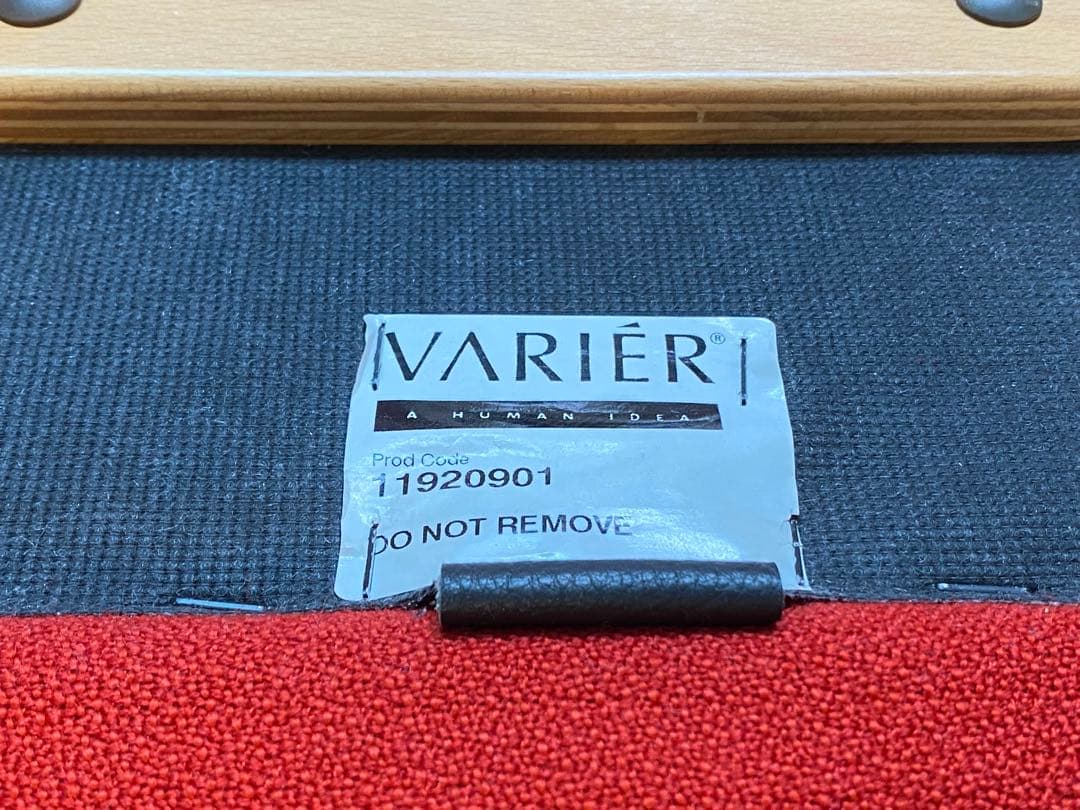 VARIÉR®
A HUMAN IDEA
Prod Code
11920901
DO NOT REMOVE